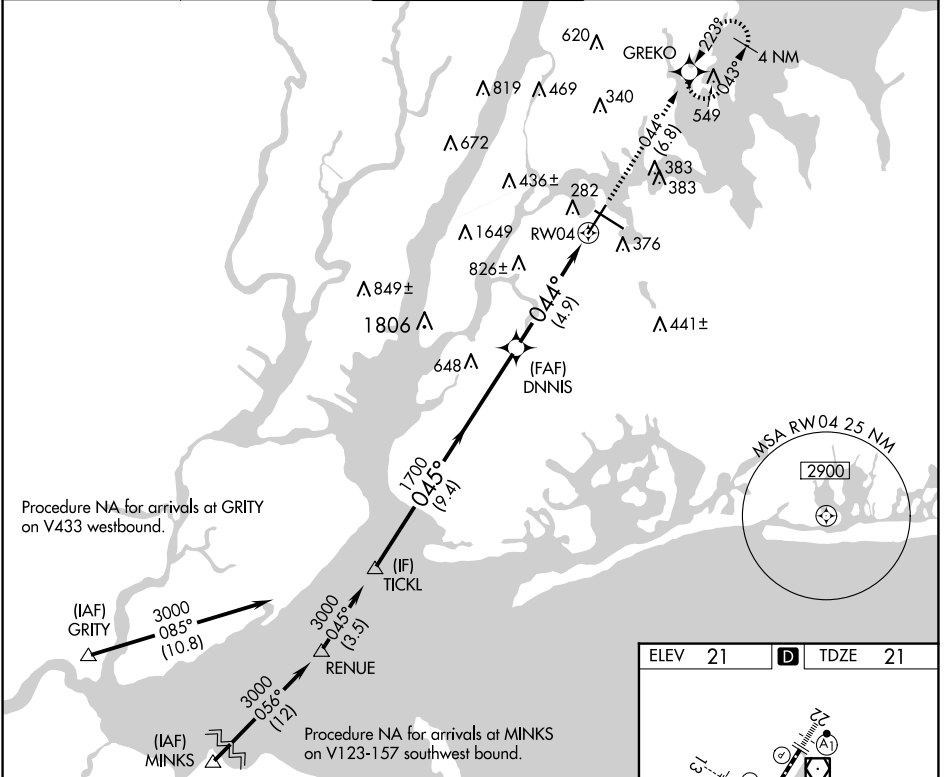 620
GREKO
223°
4 NM
043°
549
819
469
340
044°
(6.8)
672
383
383
436±
282
1649
RW04
376
826±
849±
044°
(4.9)
1806
441±
648
(FAF)
DNNIS
MSA RW04 25 NM
2900
1700
045°
(9.4)
Procedure NA for arrivals at GRITY
on V433 westbound.
(IF)
TICKL
(IAF)
GRITY
3000
085°
(10.8)
3000
045°
(3.5)
RENUE
3000
056°
(12)
(IAF)
MINKS
Procedure NA for arrivals at MINKS
on V123-157 southwest bound.
ELEV 21
D
TDZE 21
22
A1
P
13